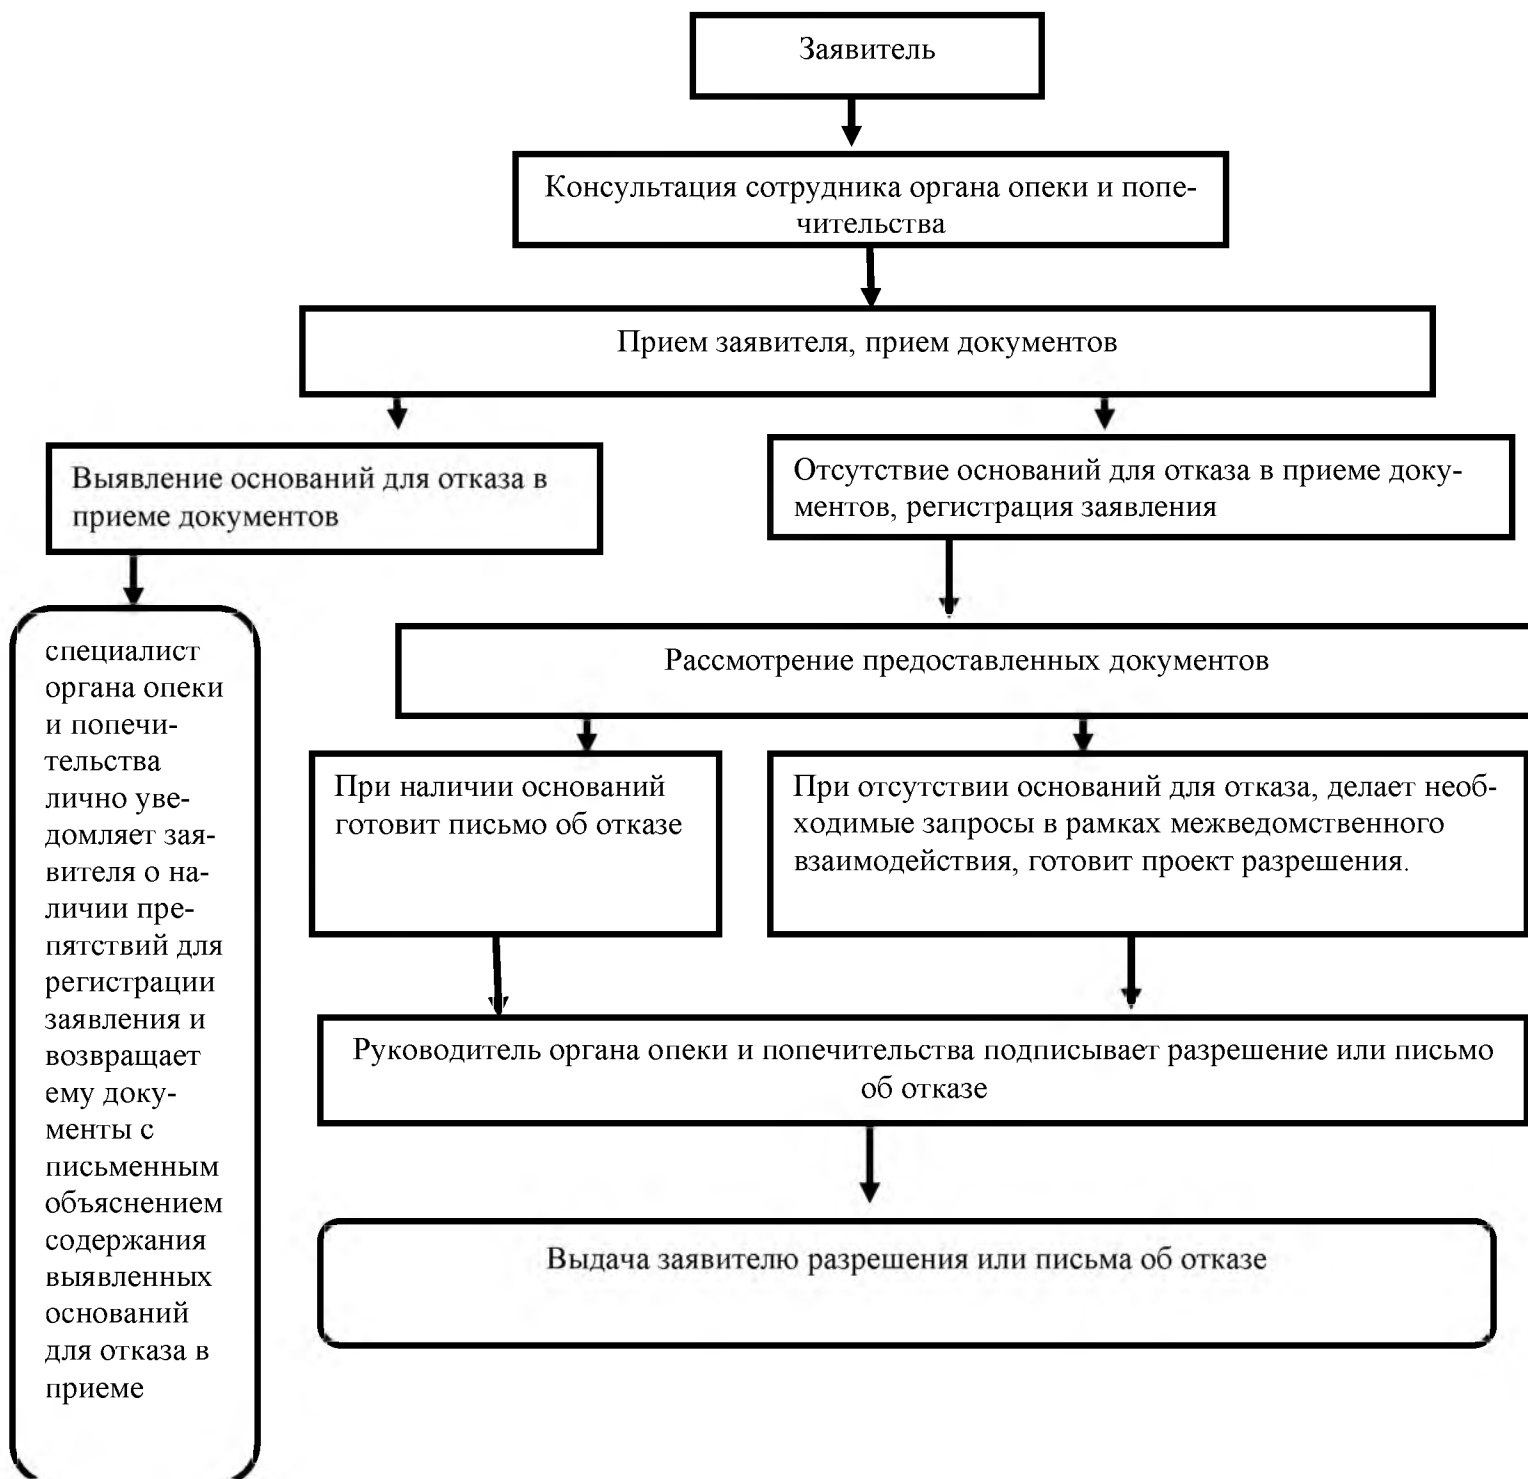 Заявитель
Консультация сотрудника органа опеки и попе-
чительства
Прием заявителя, прием документов
Выявление оснований для отказа в
приеме документов
Отсутствие оснований для отказа в приеме доку-
ментов, регистрация заявления
специалист
органа опеки
и попечи-
тельства
лично уве-
домляет зая-
вителя о на-
личии пре-
пятствий для
регистрации
заявления и
возвращает
ему доку-
менты с
письменным
объяснением
содержания
выявленных
оснований
для отказа в
приеме
Рассмотрение предоставленных документов
При наличии оснований
готовит письмо об отказе
При отсутствии оснований для отказа, делает необ-
ходимые запросы в рамках межведомственного
взаимодействия, готовит проект разрешения.
Руководитель органа опеки и попечительства подписывает разрешение или письмо
об отказе
Выдача заявителю разрешения или письма об отказе